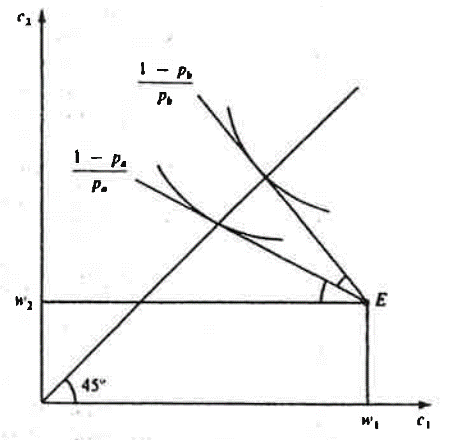 c₂
1 − p_b
p_b
1 − p_a
p_a
w₂
E
45°
w₁
c₁